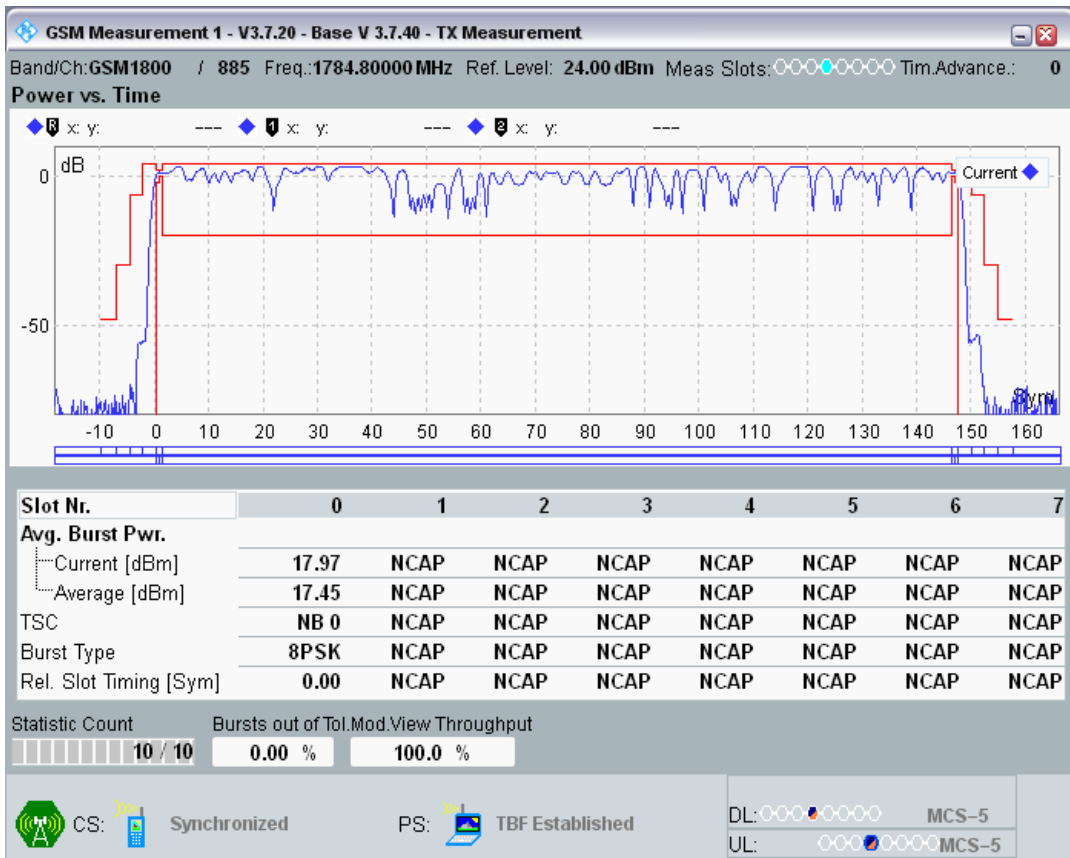 GSM Measurement 1 - V3.7.20 - Base V 3.7.40 - TX Measurement
Band/Ch:GSM1800 / 885 Freq.:1784.80000 MHz Ref. Level: 24.00 dBm Meas Slots: Tim.Advance.: 0
Power vs. Time
R x: y: --- 1 x: y: --- 2 x: y: ---
dB
Current
0
-50
Sym
-10 0 10 20 30 40 50 60 70 80 90 100 110 120 130 140 150 160
Slot Nr. 0 1 2 3 4 5 6 7
Avg. Burst Pwr.
Current [dBm] 17.97 NCAP NCAP NCAP NCAP NCAP NCAP NCAP
Average [dBm] 17.45 NCAP NCAP NCAP NCAP NCAP NCAP NCAP
TSC NB 0 NCAP NCAP NCAP NCAP NCAP NCAP NCAP
Burst Type 8PSK NCAP NCAP NCAP NCAP NCAP NCAP NCAP
Rel. Slot Timing [Sym] 0.00 NCAP NCAP NCAP NCAP NCAP NCAP NCAP
Statistic Count Bursts out of Tol.Mod.View Throughput
10 / 10 0.00 % 100.0 %
CS: Synchronized PS: TBF Established DL: MCS-5
UL: MCS-5